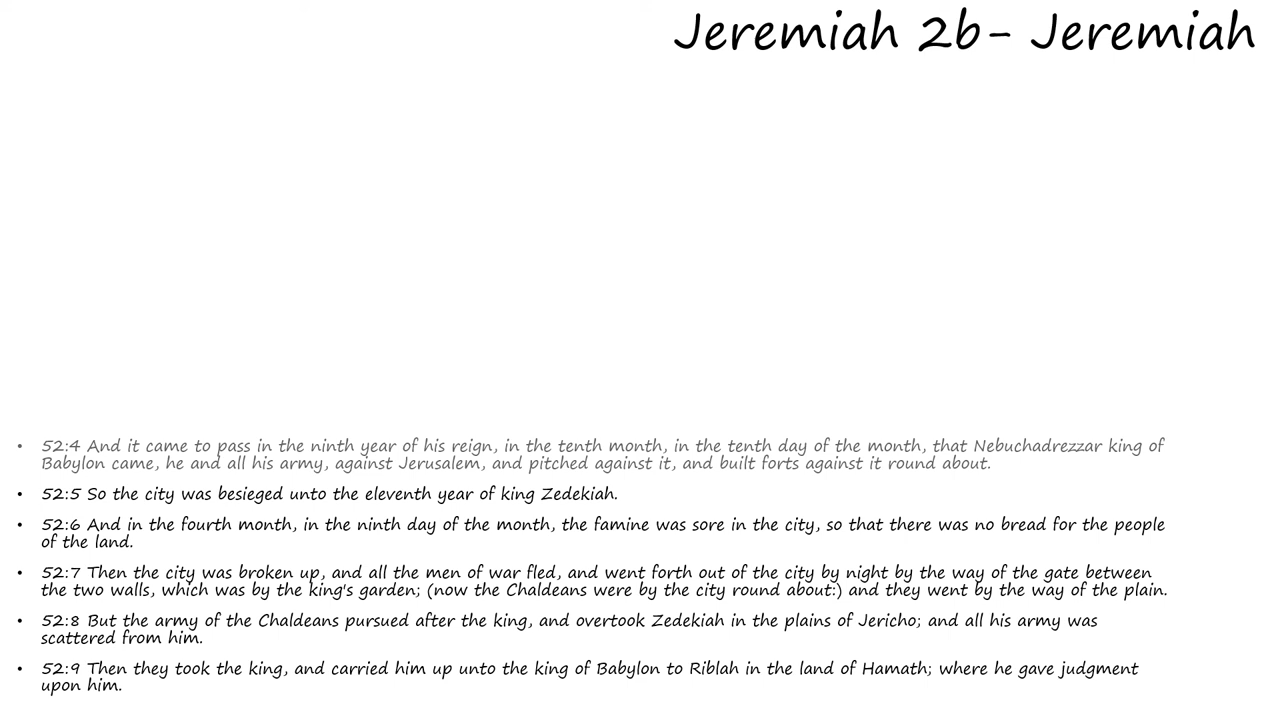 Jeremiah 2b- Jeremiah
• 52:4 And it came to pass in the ninth year of his reign, in the tenth month, in the tenth day of the month, that Nebuchadrezzar king of
Babylon came, he and all his army, against Jerusalem, and pitched against it, and built forts against it round about.
• 52:5 So the city was besieged unto the eleventh year of king Zedekiah.
• 52:6 And in the fourth month, in the ninth day of the month, the famine was sore in the city, so that there was no bread for the people
of the land.
• 52:7 Then the city was broken up, and all the men of war fled, and went forth out of the city by night by the way of the gate between
the two walls, which was by the king's garden; (now the Chaldeans were by the city round about:) and they went by the way of the plain.
• 52:8 But the army of the Chaldeans pursued after the king, and overtook Zedekiah in the plains of Jericho; and all his army was
scattered from him.
• 52:9 Then they took the king, and carried him up unto the king of Babylon to Riblah in the land of Hamath; where he gave judgment
upon him.